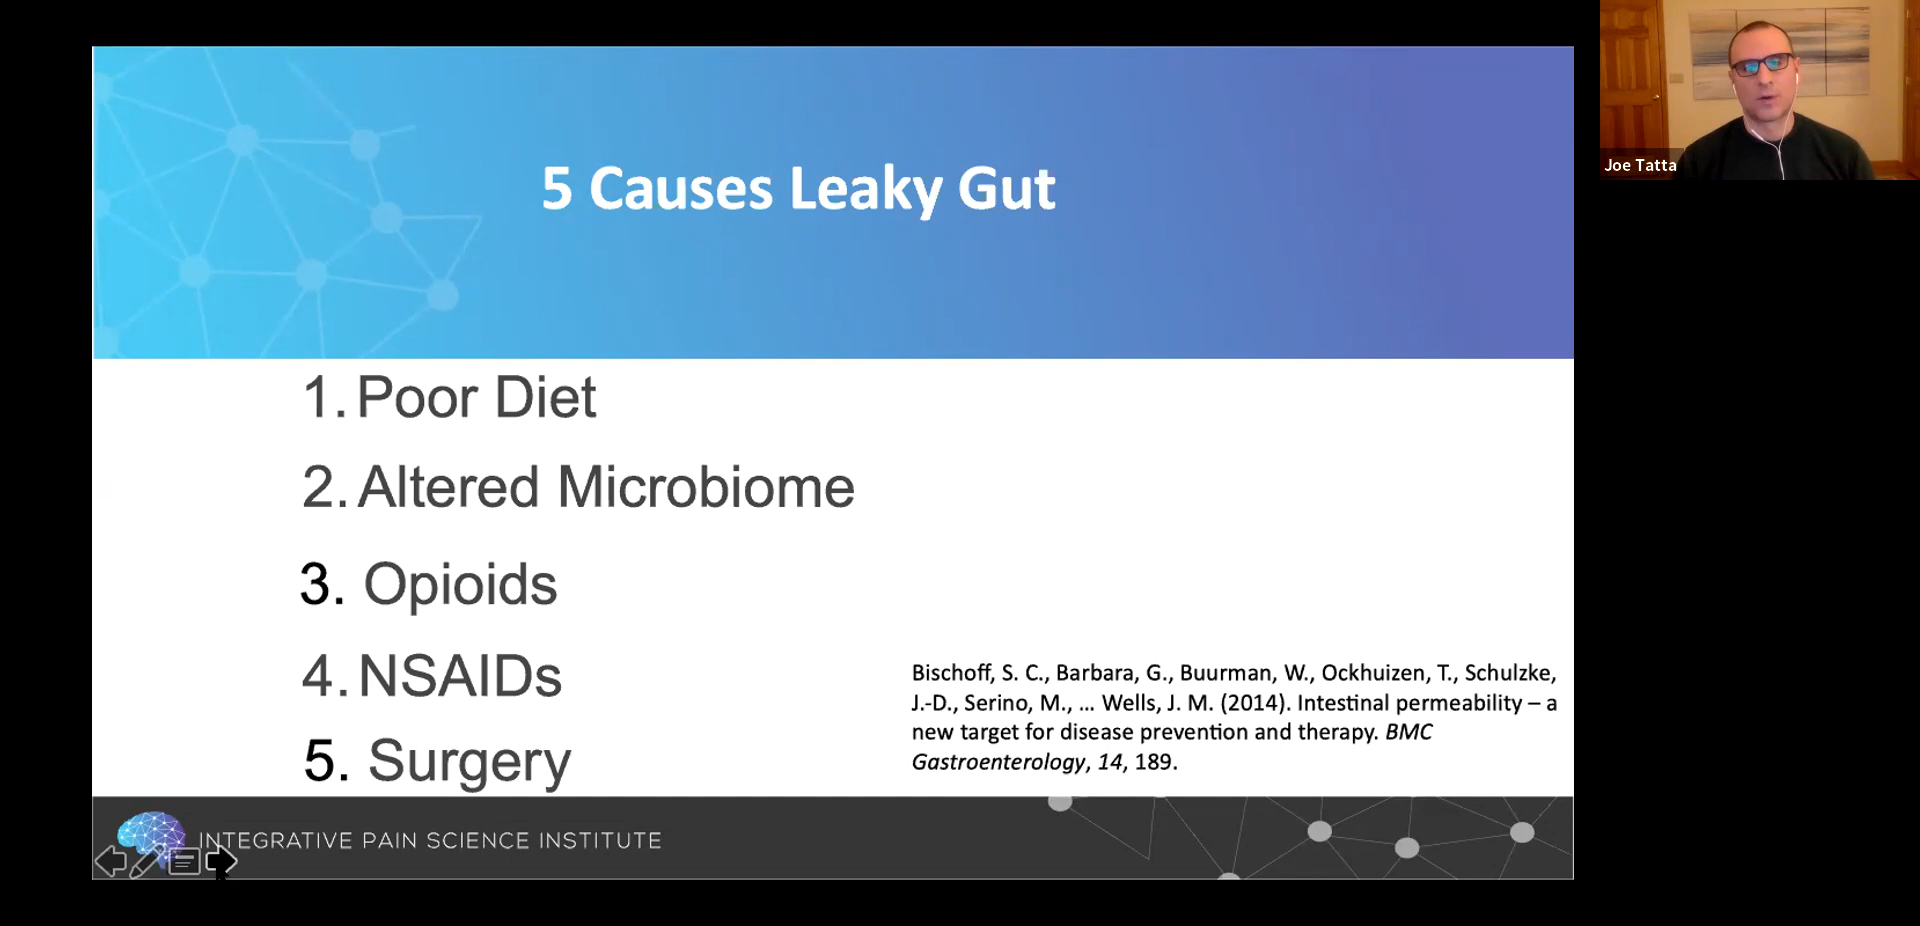 5 Causes Leaky Gut
1. Poor Diet
2. Altered Microbiome
3. Opioids
4. NSAIDs
5. Surgery
Bischoff, S. C., Barbara, G., Buurman, W., Ockhuizen, T., Schulzke,
J.-D., Serino, M., ... Wells, J. M. (2014). Intestinal permeability – a
new target for disease prevention and therapy. BMC
Gastroenterology, 14, 189.
INTEGRATIVE PAIN SCIENCE INSTITUTE
Joe Tatta